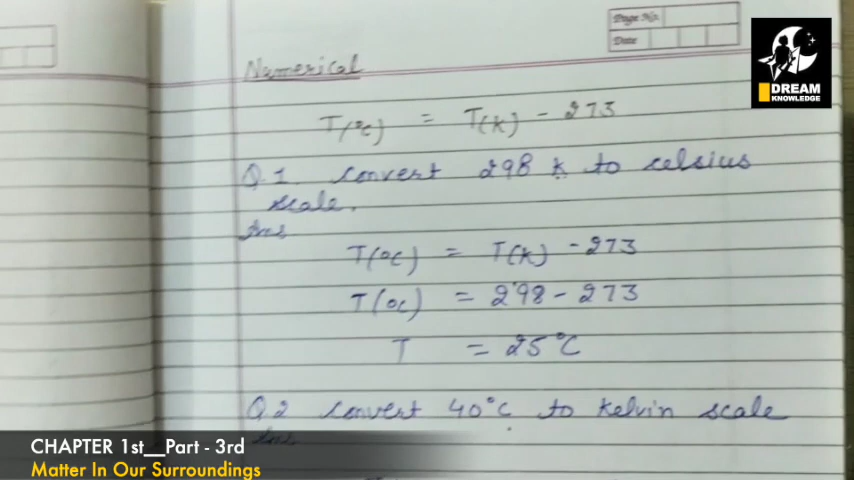 Page No.
Date
DREAM
KNOWLEDGE
Numerical
T(°c) = T(k) - 273
Q.1. convert 298 k to celsius
scale.
Ans
T(°c) = T(k) - 273
T(°c) = 298 - 273
T = 25°C
Q.2 convert 40°c to kelvin scale
Ans
CHAPTER 1st__Part - 3rd
Matter In Our Surroundings